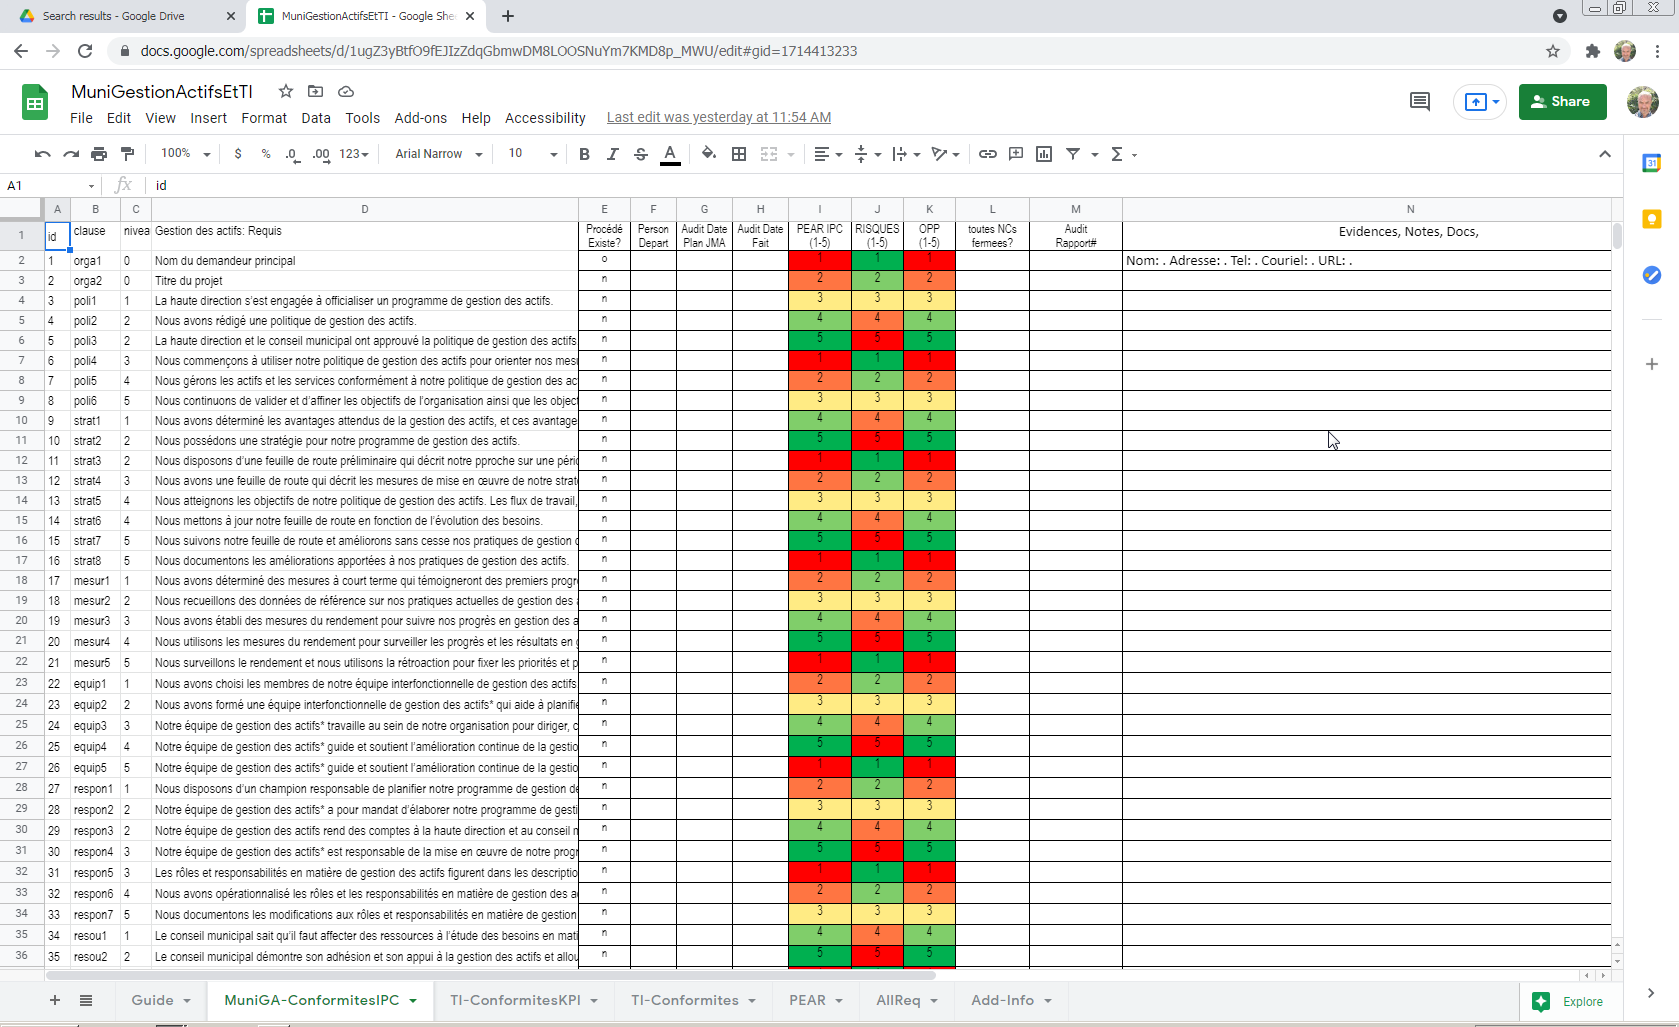 Search results - Google Drive
MuniGestionActifsEtTI - Google She
docs.google.com/spreadsheets/d/1ugZ3yBtfO9fEJIzZdqGbmwDM8LOOSNuYm7KMD8p_MWU/edit#gid=1714413233
MuniGestionActifsEtTI
File Edit View Insert Format Data Tools Add-ons Help Accessibility Last edit was yesterday at 11:54 AM
Share
100% $ % .0 .00 123 Arial Narrow 10 B I S A
31
A1 fx id
A B C D E F G H I J K L M N
1 id clause nivea Gestion des actifs: Requis Procédé Existe? Person Depart Audit Date Plan JMA Audit Date Fait PEAR IPC (1-5) RISQUES (1-5) OPP (1-5) toutes NCs fermees? Audit Rapport# Evidences, Notes, Docs,
2 1 orga1 0 Nom du demandeur principal o 1 1 1 Nom: . Adresse: . Tel: . Couriel: . URL: .
3 2 orga2 0 Titre du projet n 2 2 2
4 3 poli1 1 La haute direction s'est engagée à officialiser un programme de gestion des actifs. n 3 3 3
5 4 poli2 2 Nous avons rédigé une politique de gestion des actifs. n 4 4 4
6 5 poli3 2 La haute direction et le conseil municipal ont approuvé la politique de gestion des actifs n 5 5 5
7 6 poli4 3 Nous commençons à utiliser notre politique de gestion des actifs pour orienter nos mesu n 1 1 1
8 7 poli5 4 Nous gérons les actifs et les services conformément à notre politique de gestion des ac n 2 2 2
9 8 poli6 5 Nous continuons de valider et d'affiner les objectifs de l'organisation ainsi que les object n 3 3 3
10 9 strat1 1 Nous avons déterminé les avantages attendus de la gestion des actifs, et ces avantage n 4 4 4
11 10 strat2 2 Nous possédons une stratégie pour notre programme de gestion des actifs. n 5 5 5
12 11 strat3 2 Nous disposons d'une feuille de route préliminaire qui décrit notre pproche sur une pério n 1 1 1
13 12 strat4 3 Nous avons une feuille de route qui décrit les mesures de mise en œuvre de notre strat n 2 2 2
14 13 strat5 4 Nous atteignons les objectifs de notre politique de gestion des actifs. Les flux de travail, n 3 3 3
15 14 strat6 4 Nous mettons à jour notre feuille de route en fonction de l'évolution des besoins. n 4 4 4
16 15 strat7 5 Nous suivons notre feuille de route et améliorons sans cesse nos pratiques de gestion d n 5 5 5
17 16 strat8 5 Nous documentons les améliorations apportées à nos pratiques de gestion des actifs. n 1 1 1
18 17 mesur1 1 Nous avons déterminé des mesures à court terme qui témoigneront des premiers progr n 2 2 2
19 18 mesur2 2 Nous recueillons des données de référence sur nos pratiques actuelles de gestion des a n 3 3 3
20 19 mesur3 3 Nous avons établi des mesures du rendement pour suivre nos progrès en gestion des a n 4 4 4
21 20 mesur4 4 Nous utilisons les mesures du rendement pour surveiller les progrès et les résultats en g n 5 5 5
22 21 mesur5 5 Nous surveillons le rendement et nous utilisons la rétroaction pour fixer les priorités et p n 1 1 1
23 22 equip1 1 Nous avons choisi les membres de notre équipe interfonctionnelle de gestion des actifs n 2 2 2
24 23 equip2 2 Nous avons formé une équipe interfonctionnelle de gestion des actifs* qui aide à planifie n 3 3 3
25 24 equip3 3 Notre équipe de gestion des actifs* travaille au sein de notre organisation pour diriger, c n 4 4 4
26 25 equip4 4 Notre équipe de gestion des actifs* guide et soutient l'amélioration continue de la gestio n 5 5 5
27 26 equip5 5 Notre équipe de gestion des actifs* guide et soutient l'amélioration continue de la gestio n 1 1 1
28 27 respon1 1 Nous disposons d'un champion responsable de planifier notre programme de gestion de n 2 2 2
29 28 respon2 2 Notre équipe de gestion des actifs* a pour mandat d'élaborer notre programme de gesti n 3 3 3
30 29 respon3 2 Notre équipe de gestion des actifs rend des comptes à la haute direction et au conseil m n 4 4 4
31 30 respon4 3 Notre équipe de gestion des actifs* est responsable de la mise en œuvre de notre progr n 5 5 5
32 31 respon5 3 Les rôles et responsabilités en matière de gestion des actifs figurent dans les descriptio n 1 1 1
33 32 respon6 4 Nous avons opérationnalisé les rôles et les responsabilités en matière de gestion des a n 2 2 2
34 33 respon7 5 Nous documentons les modifications aux rôles et responsabilités en matière de gestion n 3 3 3
35 34 resou1 1 Le conseil municipal sait qu'il faut affecter des ressources à l'étude des besoins en mati n 4 4 4
36 35 resou2 2 Le conseil municipal démontre son adhésion et son appui à la gestion des actifs et allou n 5 5 5
Guide MuniGA-ConformitesIPC TI-ConformitesKPI TI-Conformites PEAR AllReq Add-Info Explore